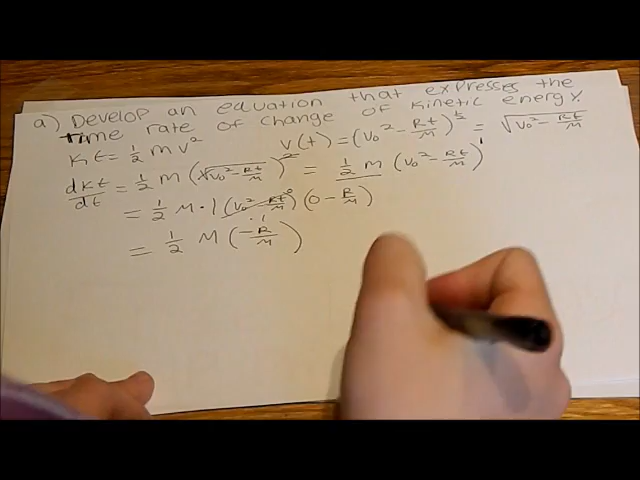 a) Develop an equation that expresses the
Time rate of change of Kinetic energy.
Kt = 1/2 M V² V(t) = (V₀² - Rt/M)^1/2 = √(V₀² - Rt/M)
dKt/dt = 1/2 M (√(V₀² - Rt/M))² = 1/2 M (V₀² - Rt/M)¹
= 1/2 M · 1 (V₀² - Rt/M)⁰ (0 - R/M)
= 1/2 M (-R/M)